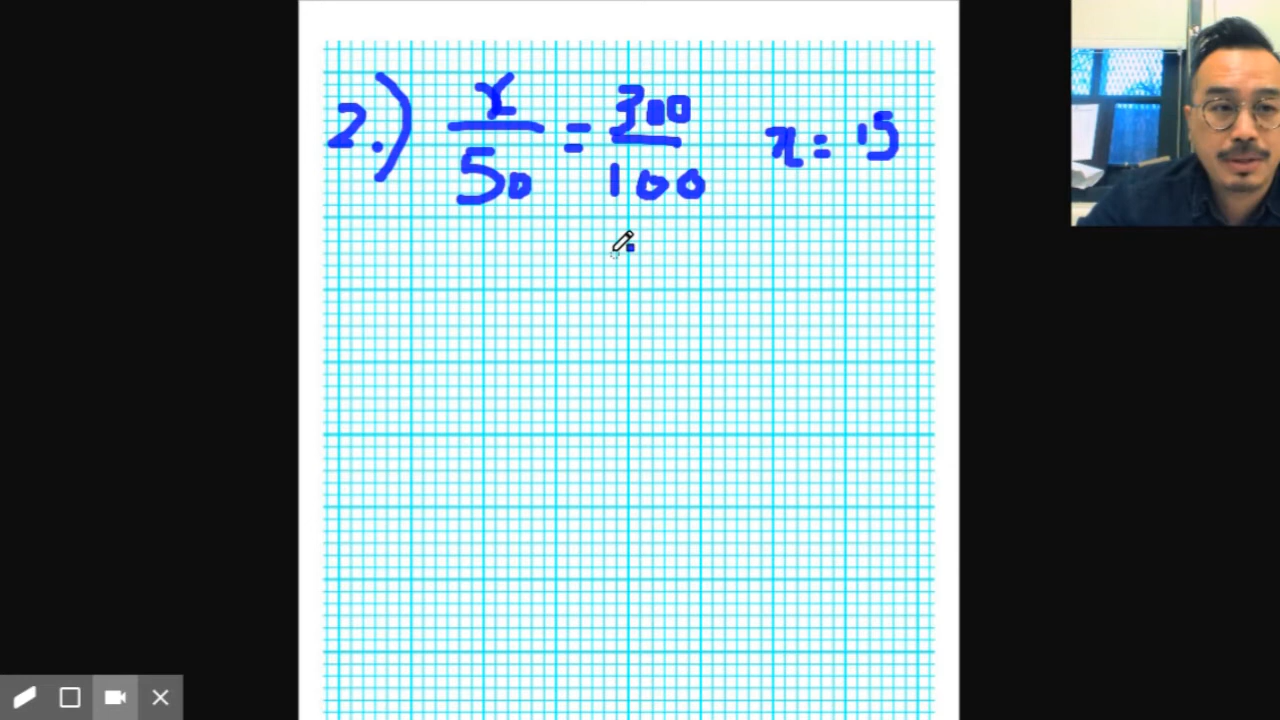 2.) x/50 = 300/100 x = 15